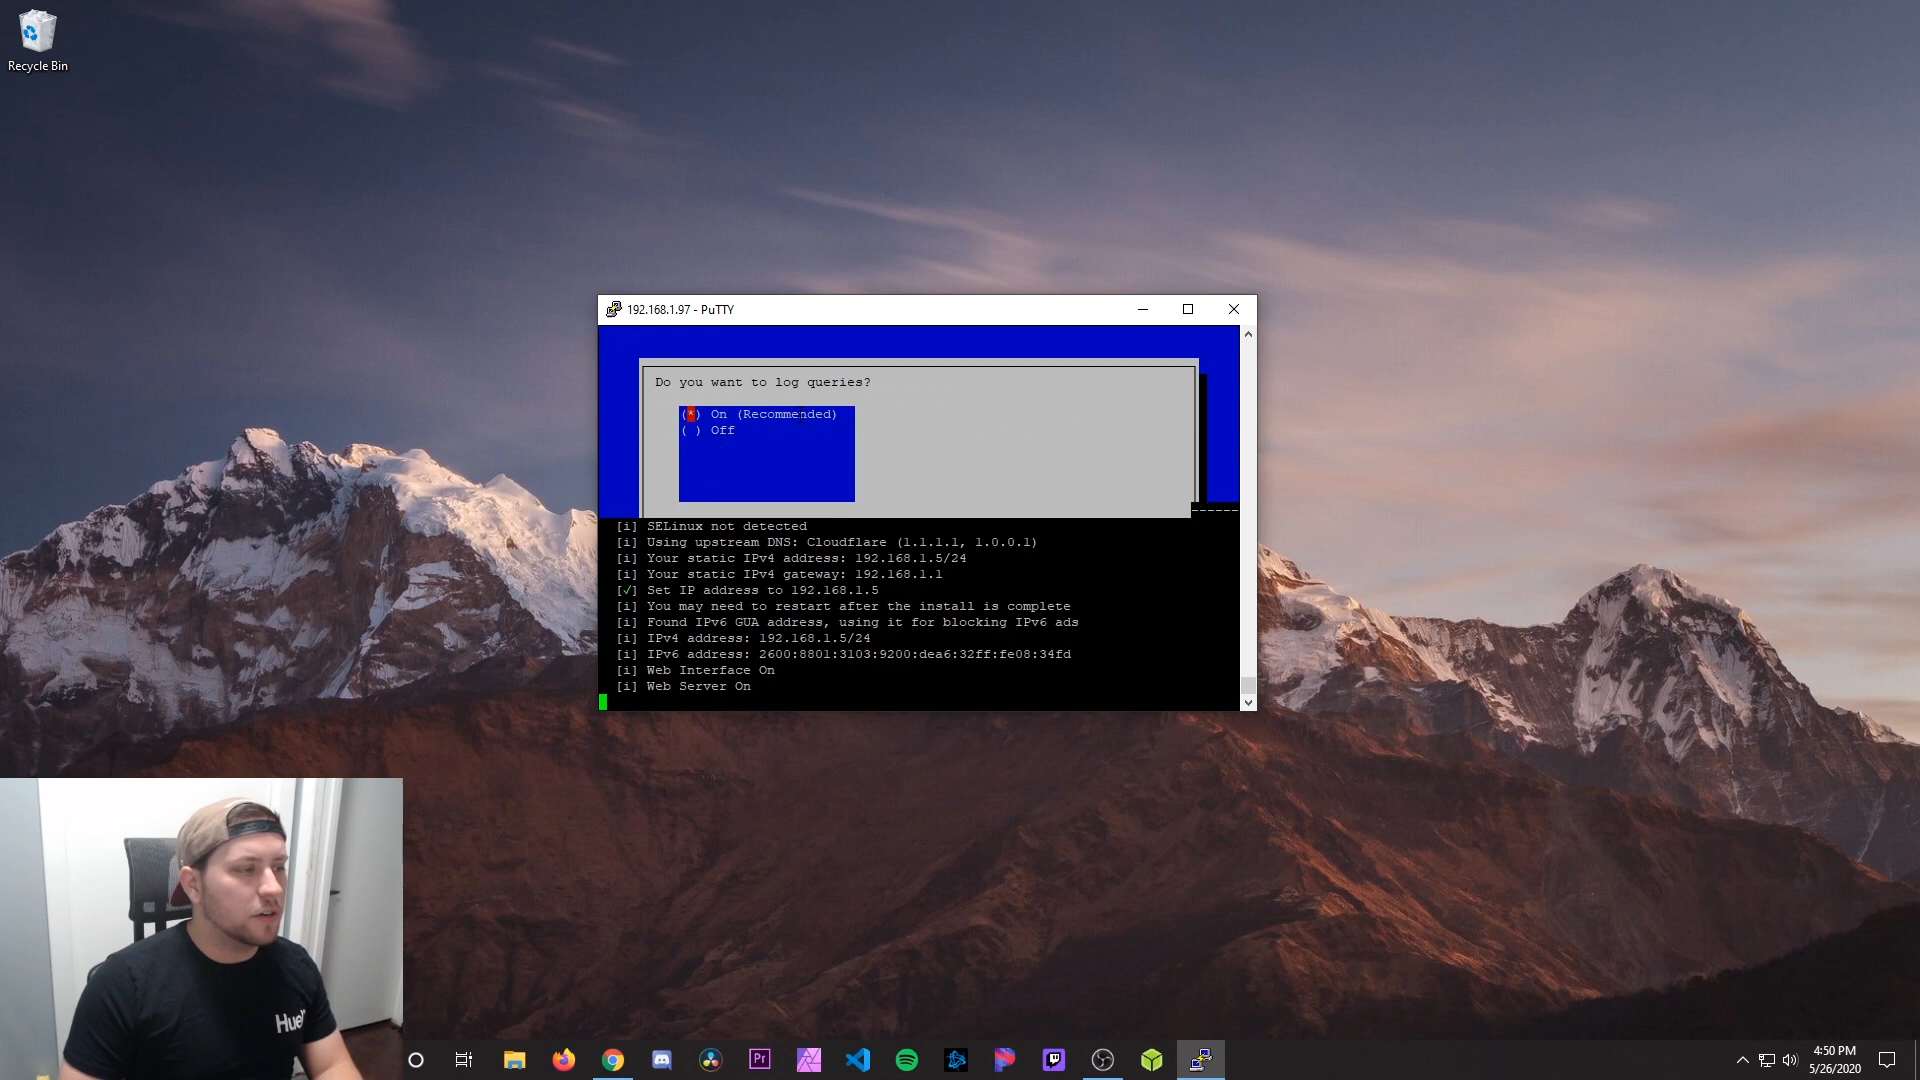 Recycle Bin
192.168.1.97 - PuTTY
Do you want to log queries?
(*) On (Recommended)
( ) Off
[i] SELinux not detected
[i] Using upstream DNS: Cloudflare (1.1.1.1, 1.0.0.1)
[i] Your static IPv4 address: 192.168.1.5/24
[i] Your static IPv4 gateway: 192.168.1.1
[✓] Set IP address to 192.168.1.5
[i] You may need to restart after the install is complete
[i] Found IPv6 GUA address, using it for blocking IPv6 ads
[i] IPv4 address: 192.168.1.5/24
[i] IPv6 address: 2600:8801:3103:9200:dea6:32ff:fe08:34fd
[i] Web Interface On
[i] Web Server On
Huel
Pr
4:50 PM
5/26/2020